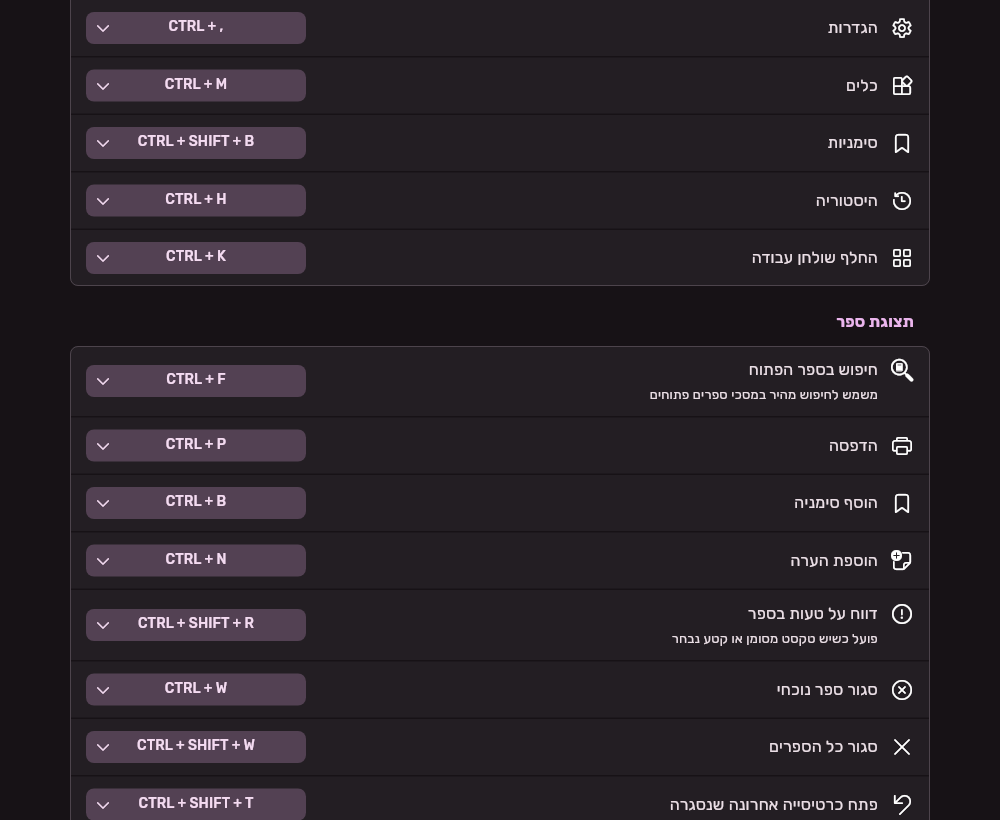 הגדרות
CTRL + ,
כלים
CTRL + M
סימניות
CTRL + SHIFT + B
היסטוריה
CTRL + H
החלף שולחן עבודה
CTRL + K
תצוגת ספר
חיפוש בספר הפתוח
משמש לחיפוש מהיר במסכי ספרים פתוחים
CTRL + F
הדפסה
CTRL + P
הוסף סימניה
CTRL + B
הוספת הערה
CTRL + N
דווח על טעות בספר
פועל כשיש טקסט מסומן או קטע נבחר
CTRL + SHIFT + R
סגור ספר נוכחי
CTRL + W
סגור כל הספרים
CTRL + SHIFT + W
פתח כרטיסייה אחרונה שנסגרה
CTRL + SHIFT + T